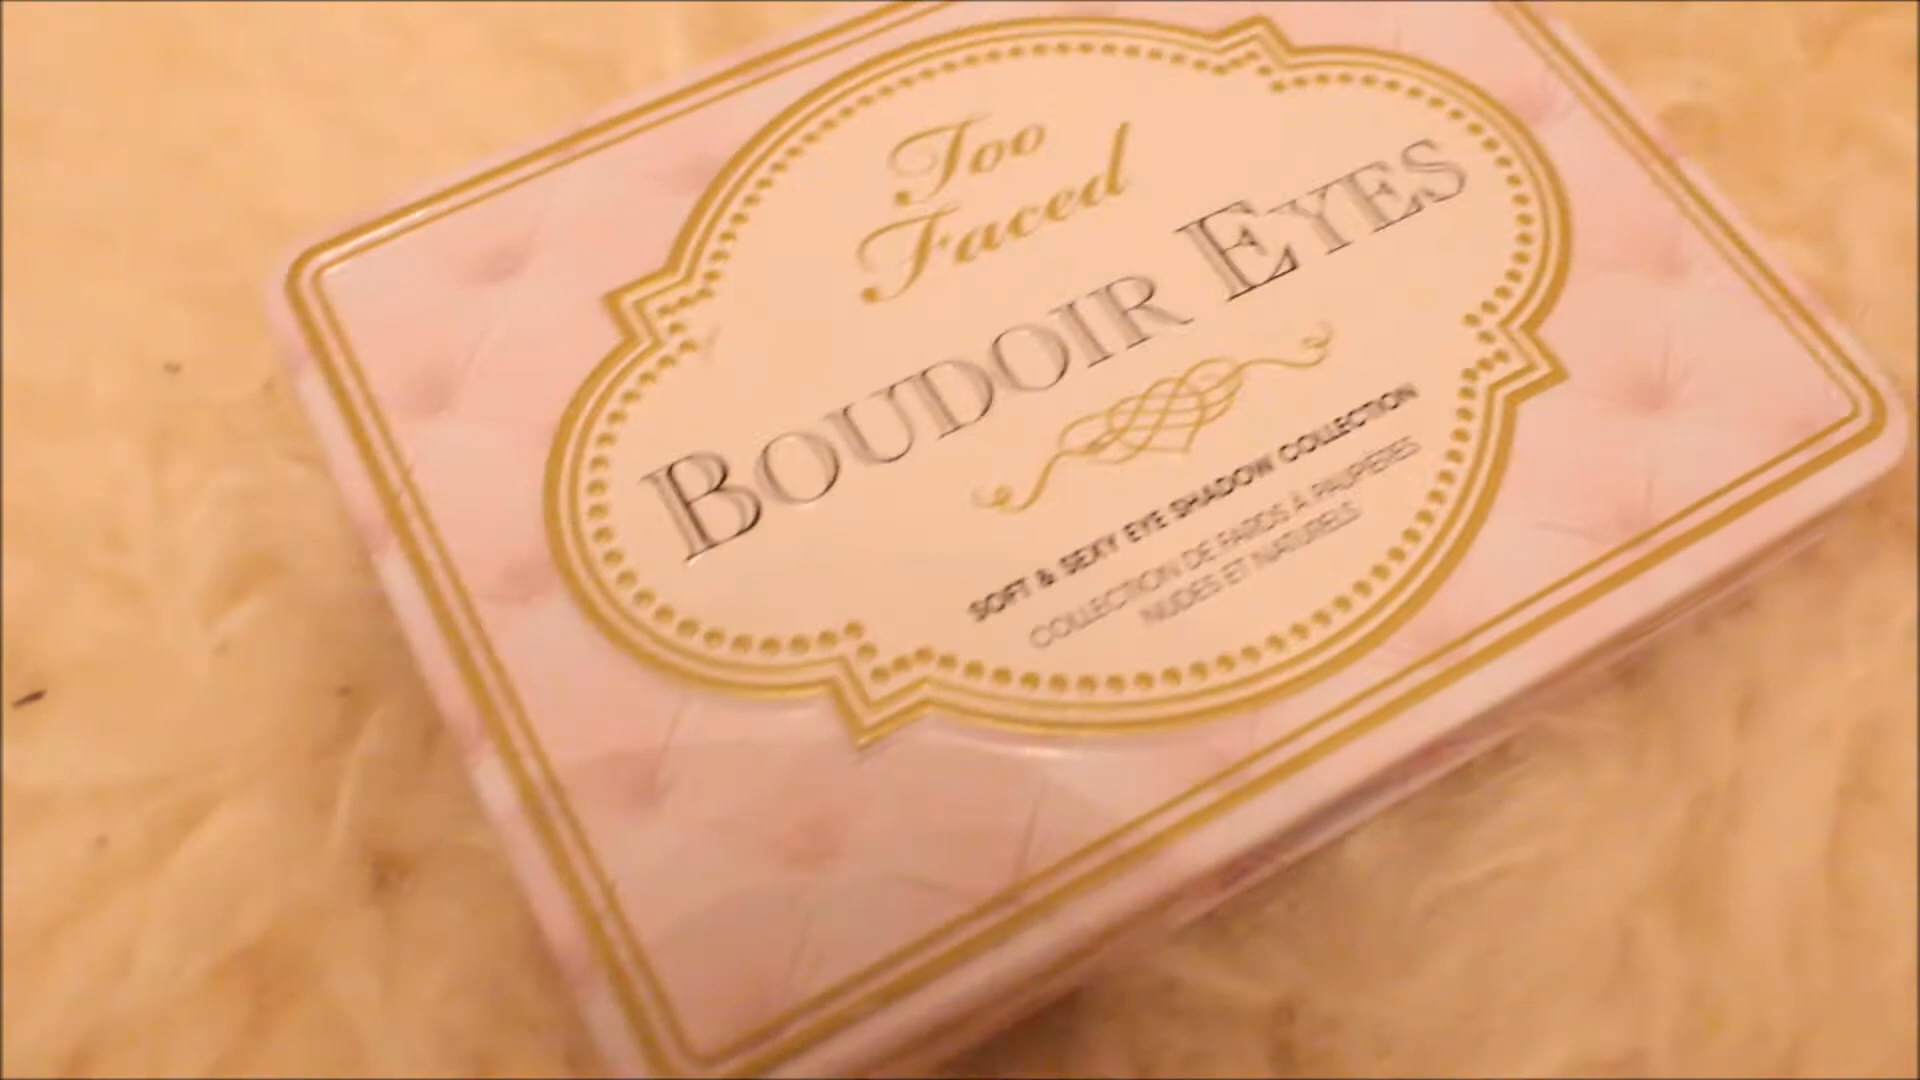 Too
Faced
BOUDOIR EYES
SOFT & SEXY EYE SHADOW COLLECTION
COLLECTION DE FARDS À PAUPIÈRES
NUDES ET NATURELS